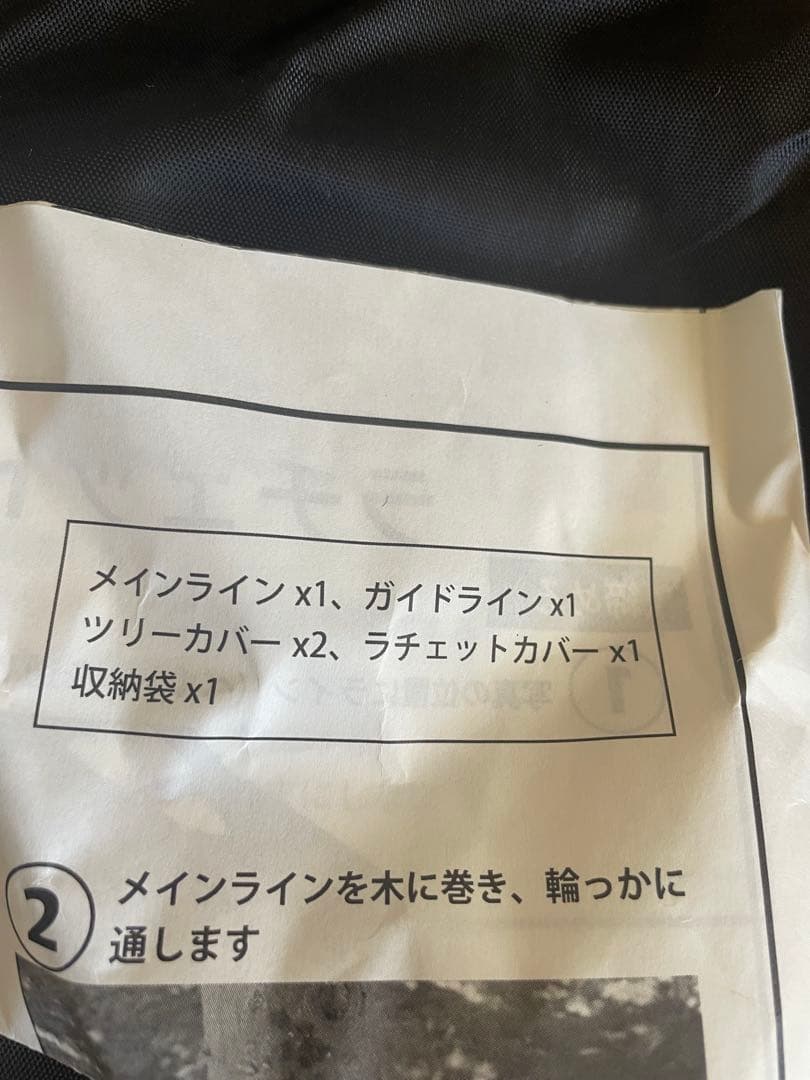 メインライン x1、ガイドライン x1
ツリーカバー x2、ラチェットカバー x1
収納袋 x1
② メインラインを木に巻き、輪っかに
通します